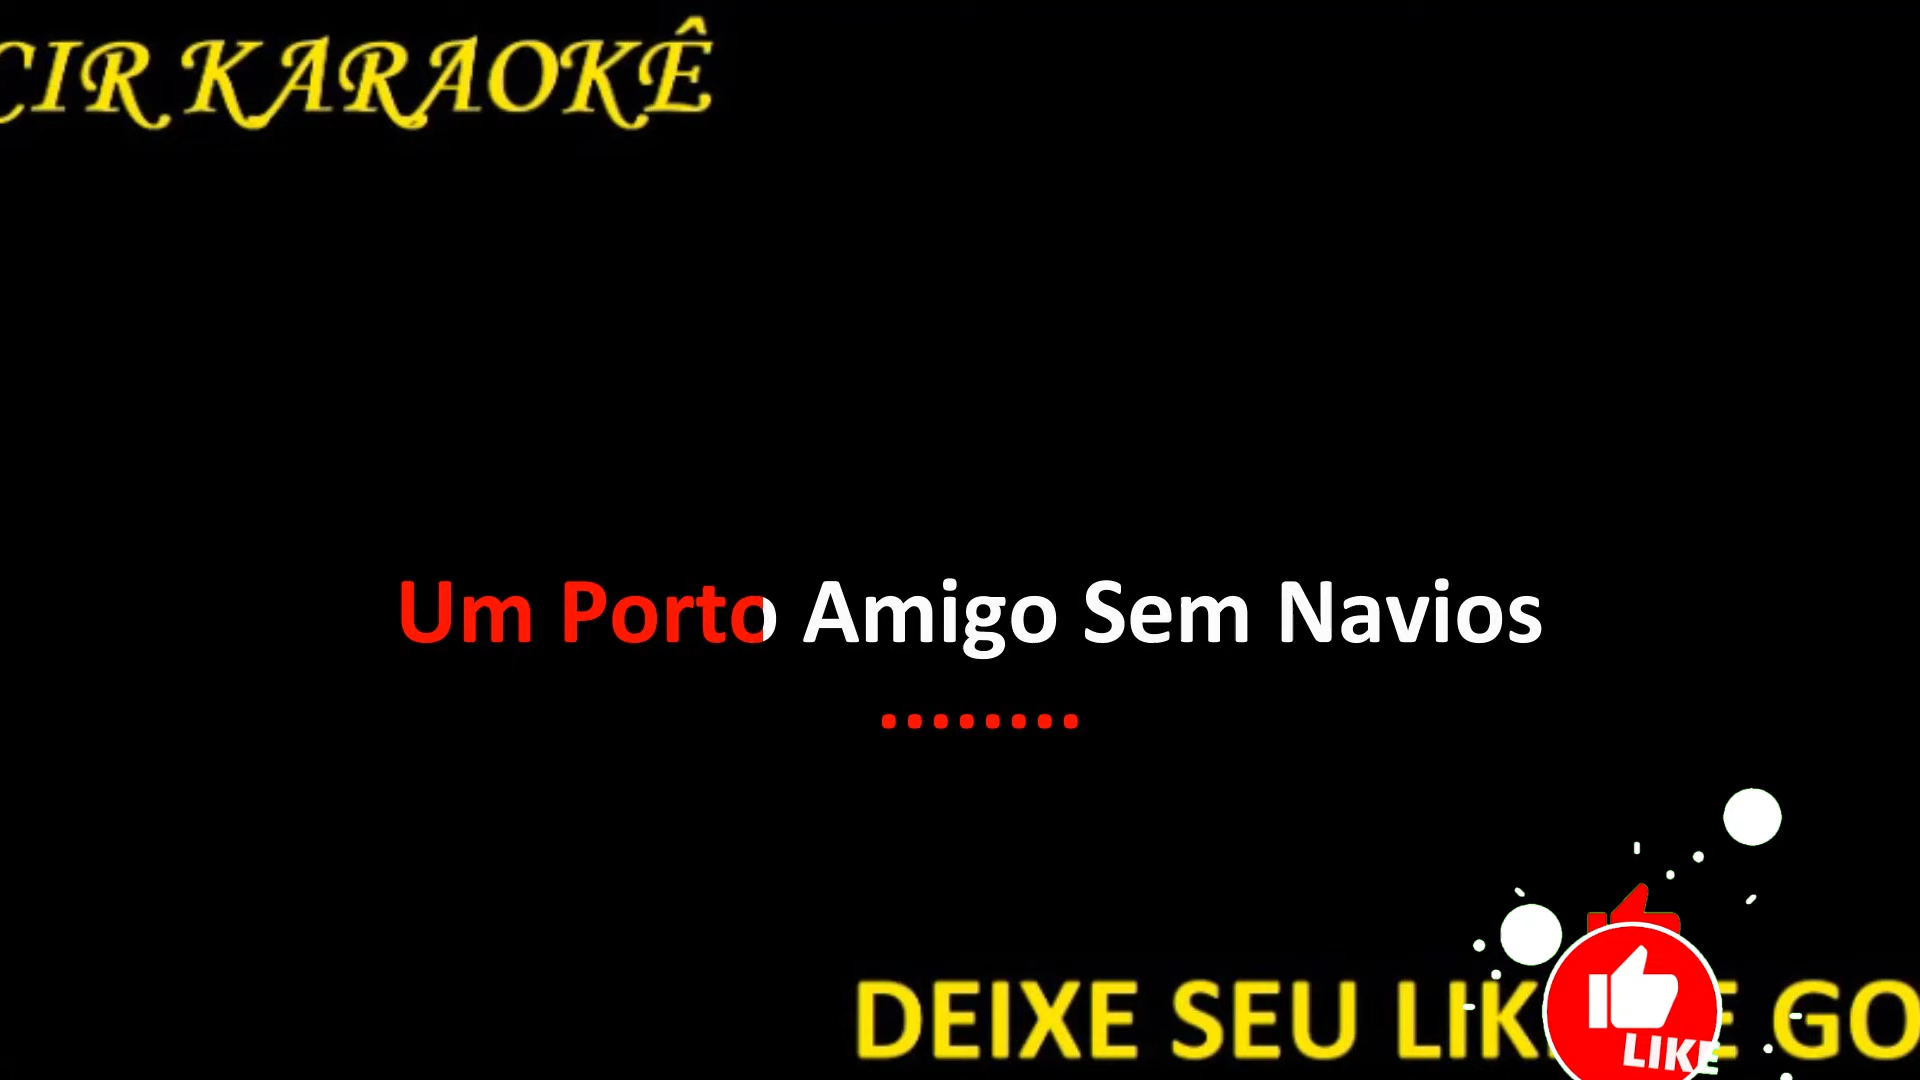 CIR KARAOKÊ
Um Porto Amigo Sem Navios
........
DEIXE SEU LIK E GO
LIKE